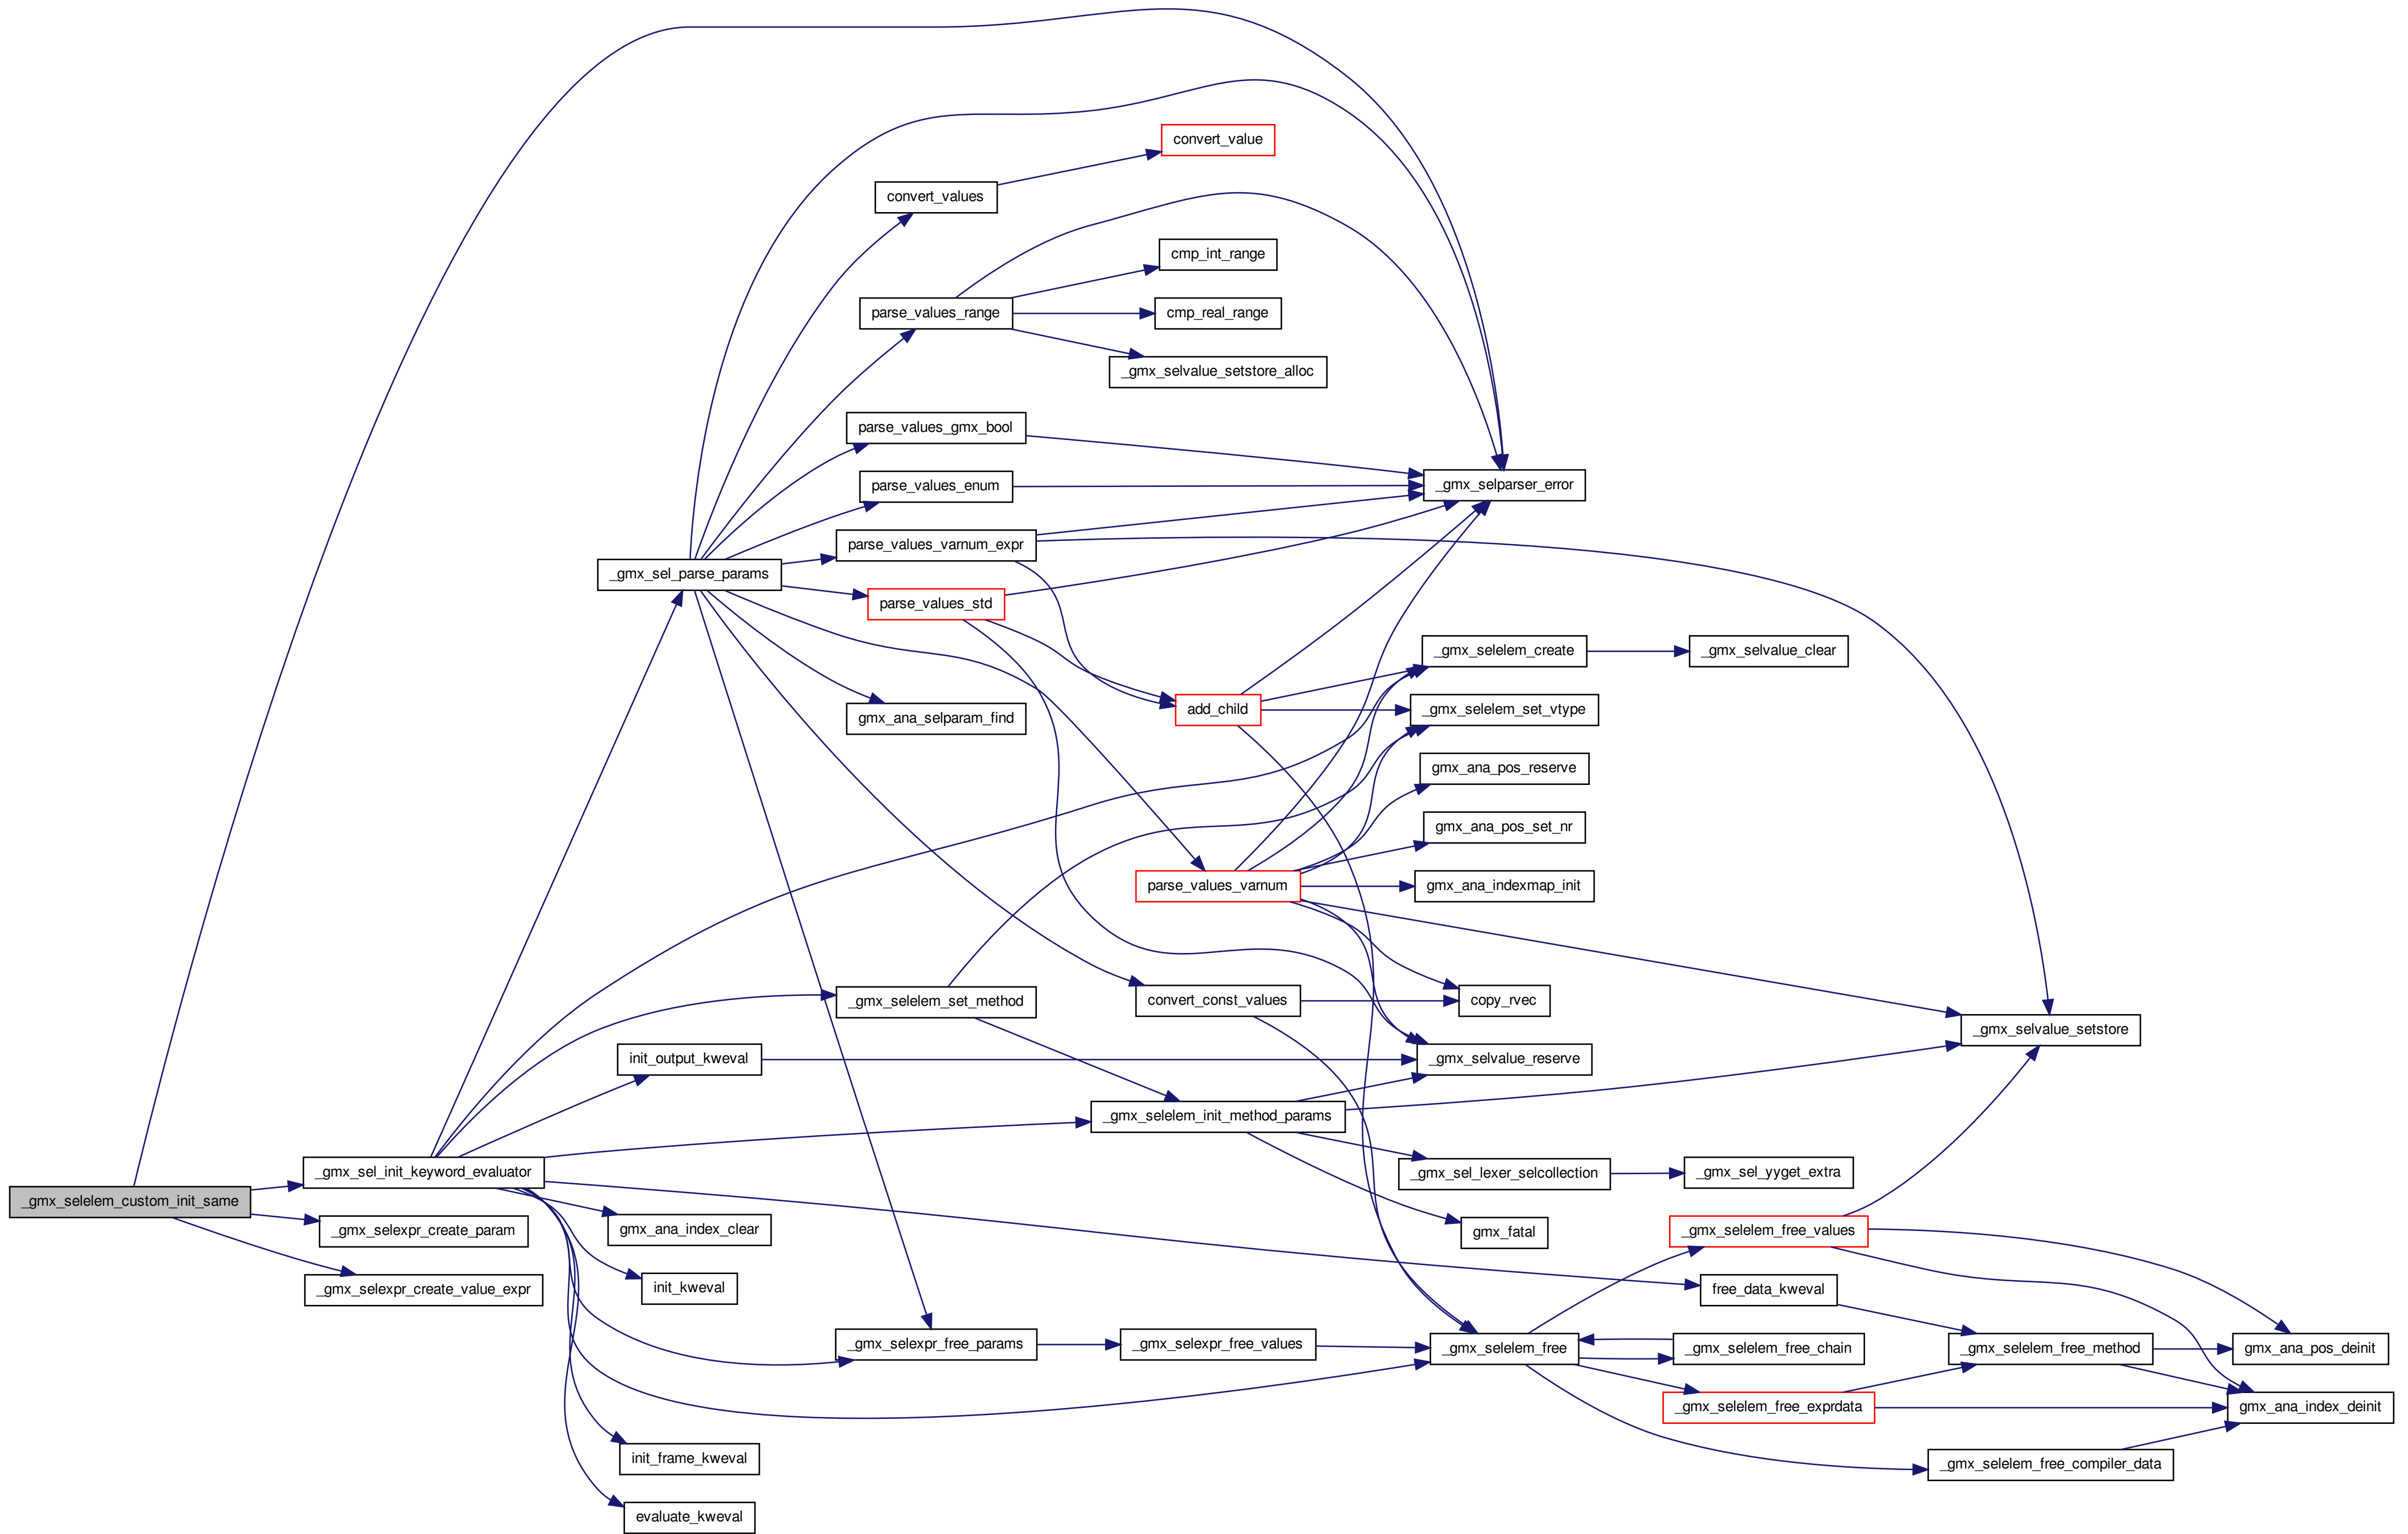 convert_value
convert_values
cmp_int_range
parse_values_range
cmp_real_range
_gmx_selvalue_setstore_alloc
parse_values_gmx_bool
parse_values_enum
_gmx_selparser_error
parse_values_varnum_expr
_gmx_sel_parse_params
parse_values_std
_gmx_selelem_create
_gmx_selvalue_clear
add_child
_gmx_selelem_set_vtype
gmx_ana_selparam_find
gmx_ana_pos_reserve
gmx_ana_pos_set_nr
parse_values_varnum
gmx_ana_indexmap_init
_gmx_selelem_set_method
convert_const_values
copy_rvec
_gmx_selvalue_setstore
init_output_kweval
_gmx_selvalue_reserve
_gmx_selelem_init_method_params
_gmx_sel_init_keyword_evaluator
_gmx_sel_lexer_selcollection
_gmx_sel_yyget_extra
_gmx_selelem_custom_init_same
_gmx_selexpr_create_param
gmx_ana_index_clear
gmx_fatal
_gmx_selelem_free_values
_gmx_selexpr_create_value_expr
init_kweval
free_data_kweval
_gmx_selexpr_free_params
_gmx_selexpr_free_values
_gmx_selelem_free
_gmx_selelem_free_chain
_gmx_selelem_free_method
gmx_ana_pos_deinit
_gmx_selelem_free_exprdata
gmx_ana_index_deinit
init_frame_kweval
_gmx_selelem_free_compiler_data
evaluate_kweval